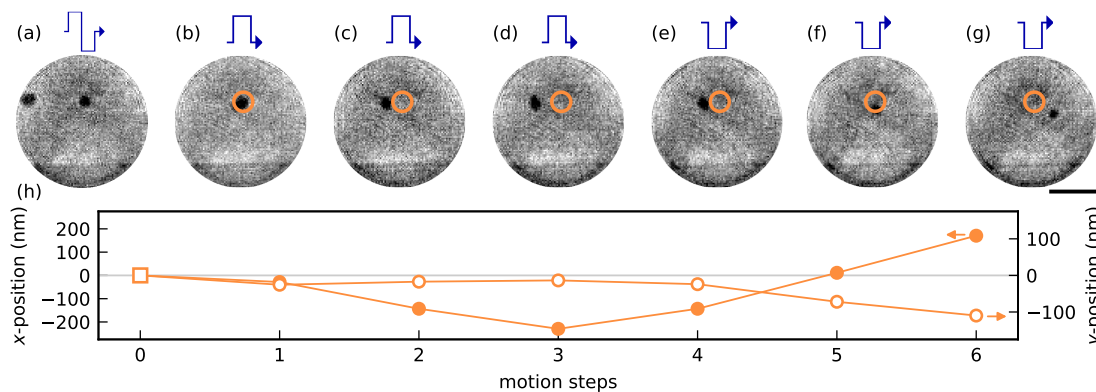 (a) (b) (c) (d) (e) (f) (g)
(h)
x-position (nm)
200
100
0
−100
−200
100
0
−100
y-position (nm)
0 1 2 3 4 5 6
motion steps